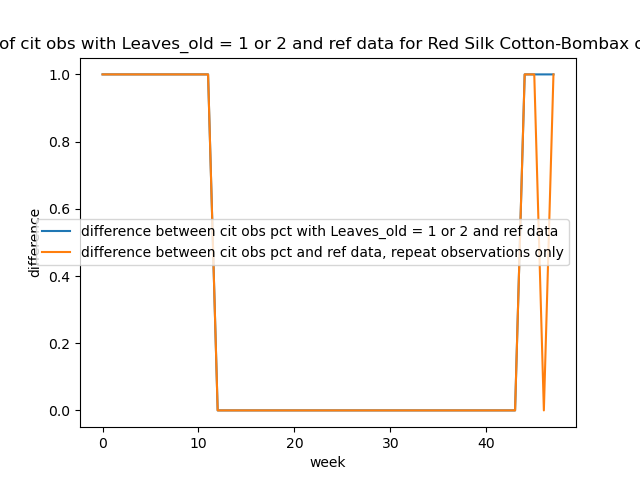 of cit obs with Leaves_old = 1 or 2 and ref data for Red Silk Cotton-Bombax
1.0
0.8
0.6
0.4
0.2
0.0
difference
difference between cit obs pct with Leaves_old = 1 or 2 and ref data
difference between cit obs pct and ref data, repeat observations only
0 10 20 30 40
week